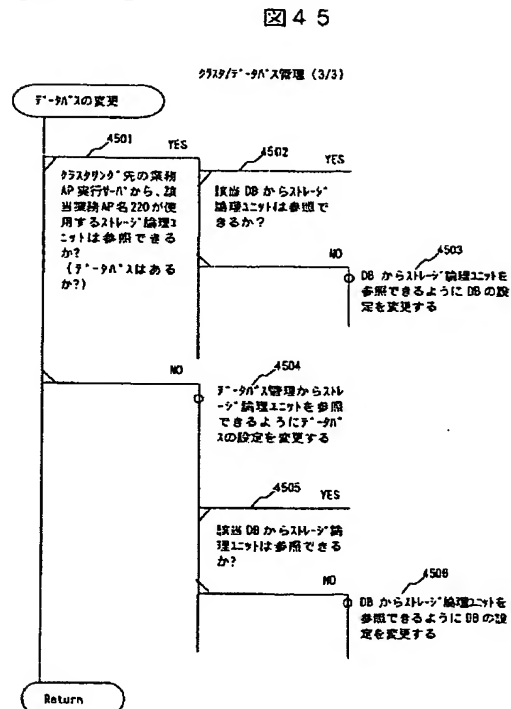 図45
クラスタ/データベース管理 (3/3)
データベースの変更
4501
YES
クラスタリング先の業務
AP実行サーバから、該
当業務AP名220が使
用するストレージ論理ユ
ニットは参照できる
か?
(データベースはある
か?)
4502
YES
該当DBからストレージ
論理ユニットは参照で
きるか?
NO
4503
DBからストレージ論理ユニットを
参照できるようにDBの設
定を変更する
NO
4504
データベース管理からストレ
ージ論理ユニットを参照
できるようにデータベ
スの設定を変更する
4505
YES
該当DBからストレージ論
理ユニットは参照できる
か?
NO
4506
DBからストレージ論理ユニットを
参照できるようにDBの設
定を変更する
Return